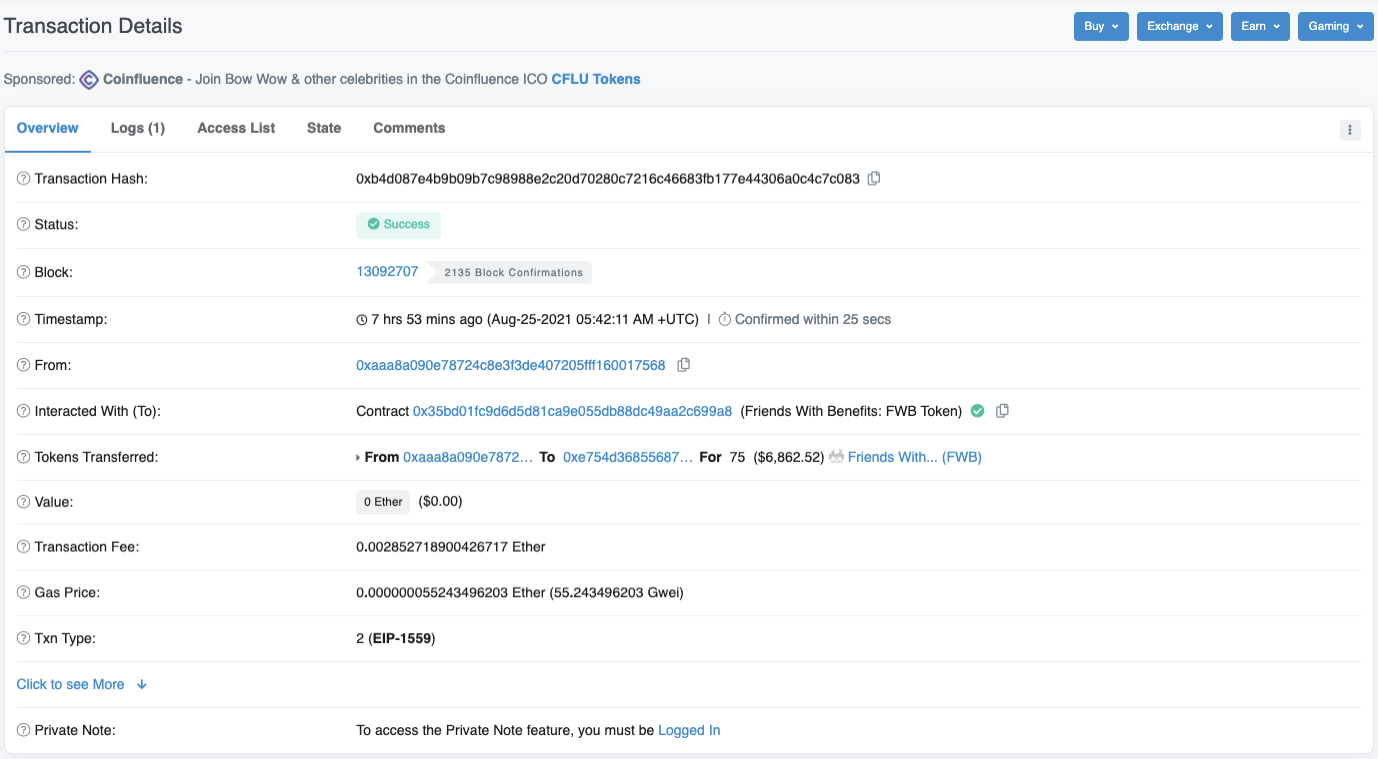 Transaction Details
Buy
Exchange
Earn
Gaming
Sponsored: Coinfluence - Join Bow Wow & other celebrities in the Coinfluence ICO CFLU Tokens
Overview Logs (1) Access List State Comments
Transaction Hash: 0xb4d087e4b9b09b7c98988e2c20d70280c7216c46683fb177e44306a0c4c7c083
Status: Success
Block: 13092707 2135 Block Confirmations
Timestamp: 7 hrs 53 mins ago (Aug-25-2021 05:42:11 AM +UTC) | Confirmed within 25 secs
From: 0xaaa8a090e78724c8e3f3de407205fff160017568
Interacted With (To): Contract 0x35bd01fc9d6d5d81ca9e055db88dc49aa2c699a8 (Friends With Benefits: FWB Token)
Tokens Transferred: From 0xaaa8a090e7872... To 0xe754d36855687... For 75 ($6,862.52) Friends With... (FWB)
Value: 0 Ether ($0.00)
Transaction Fee: 0.002852718900426717 Ether
Gas Price: 0.000000055243496203 Ether (55.243496203 Gwei)
Txn Type: 2 (EIP-1559)
Click to see More
Private Note: To access the Private Note feature, you must be Logged In